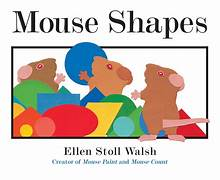 Mouse Shapes
Ellen Stoll Walsh
Creator of Mouse Paint and Mouse Count